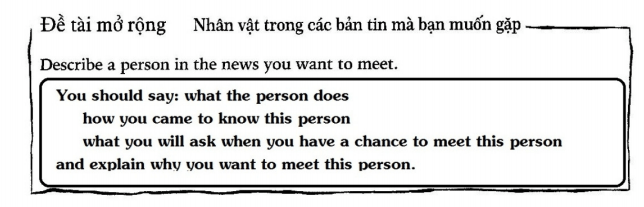 Đề tài mở rộng Nhân vật trong các bản tin mà bạn muốn gặp
Describe a person in the news you want to meet.
You should say: what the person does
how you came to know this person
what you will ask when you have a chance to meet this person
and explain why you want to meet this person.